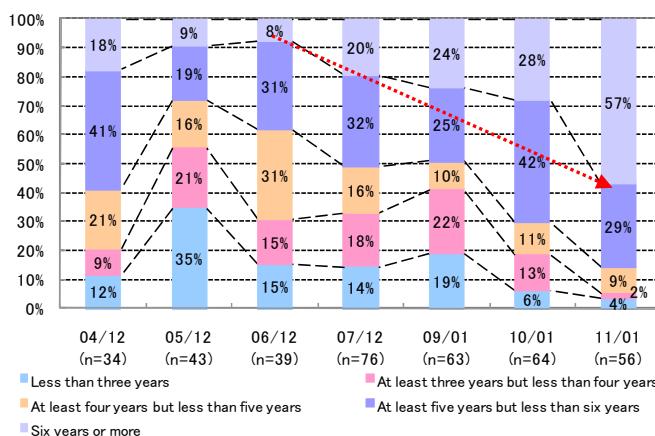 100%
90%
80%
70%
60%
50%
40%
30%
20%
10%
0%
18% 9% 8% 20% 24% 28% 57%
41% 19% 31% 32% 25% 42% 29%
21% 16% 31% 16% 10% 11% 9%
9% 21% 15% 18% 22% 13% 2%
12% 35% 15% 14% 19% 6% 4%
04/12 05/12 06/12 07/12 09/01 10/01 11/01
(n=34) (n=43) (n=39) (n=76) (n=63) (n=64) (n=56)
Less than three years At least three years but less than four years
At least four years but less than five years At least five years but less than six years
Six years or more